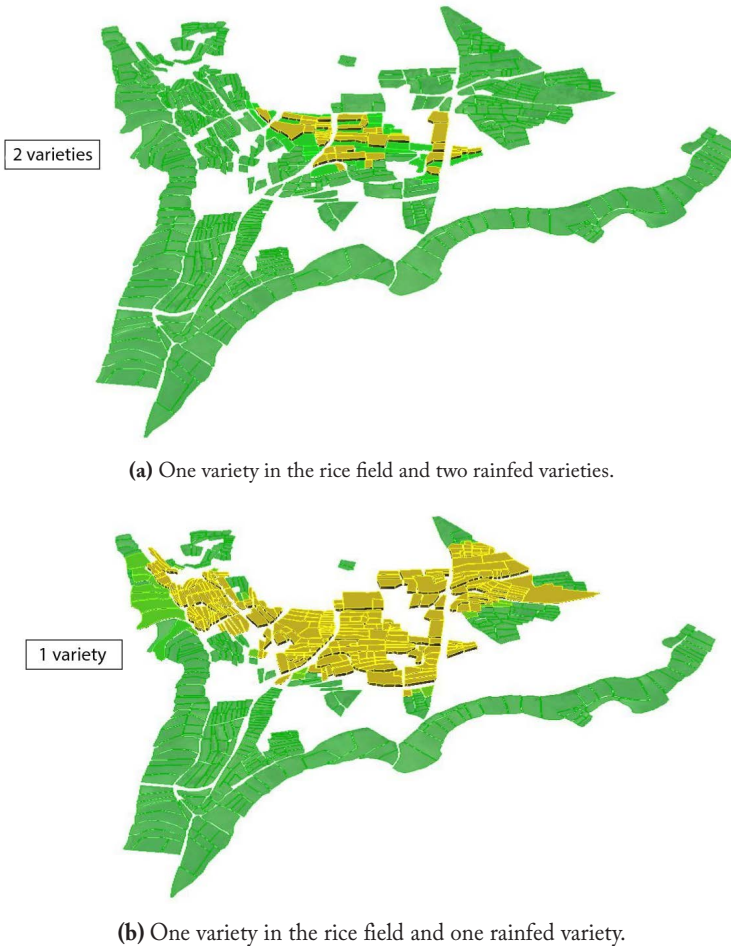 2 varieties
(a) One variety in the rice field and two rainfed varieties.
1 variety
(b) One variety in the rice field and one rainfed variety.